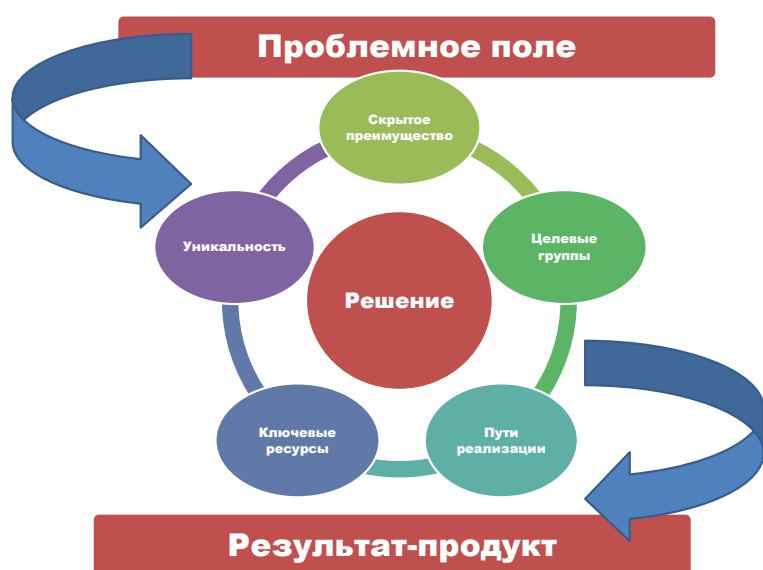 Проблемное поле
Скрытое
преимущество
Уникальность
Целевые
группы
Решение
Ключевые
ресурсы
Пути
реализации
Результат-продукт